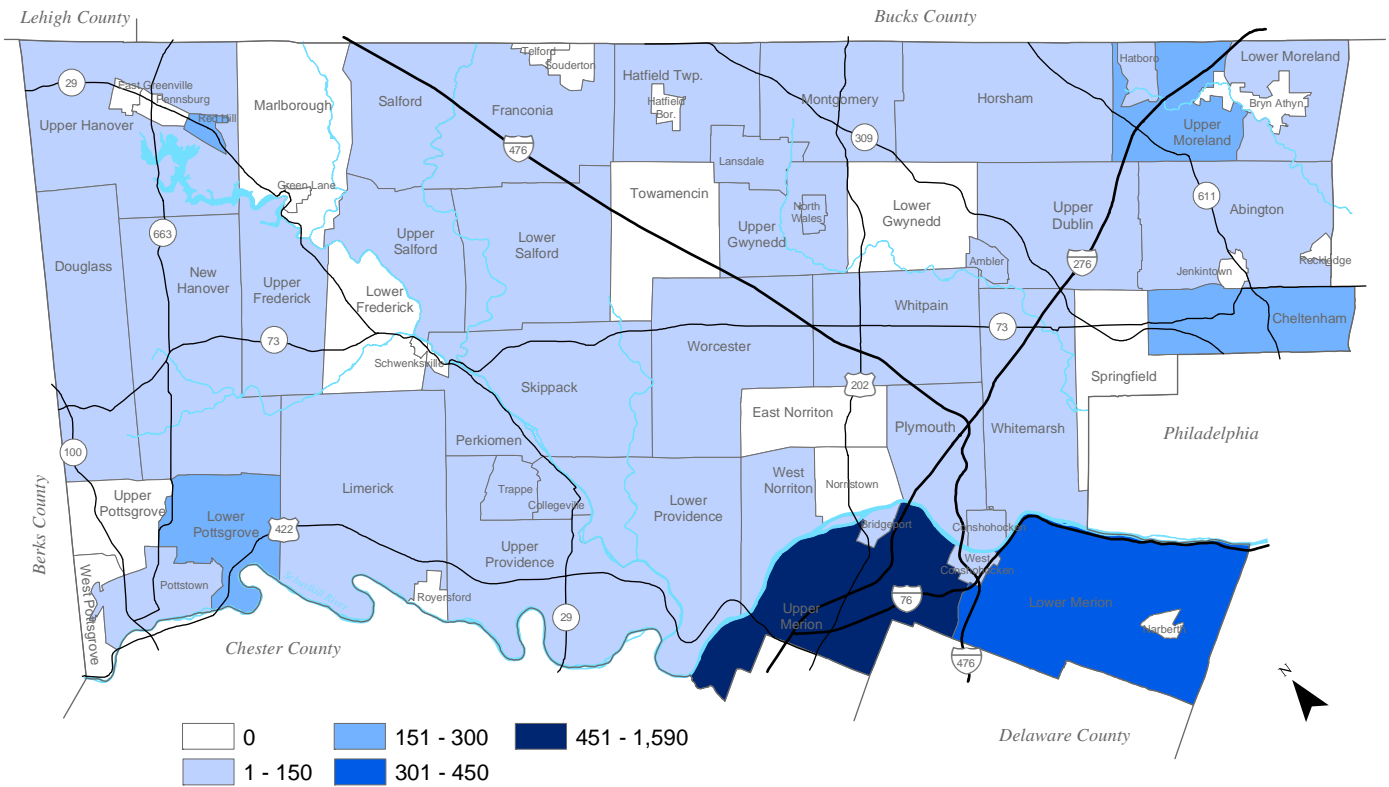 Lehigh County
Bucks County
Telford
Souderton
Hatboro
Lower Moreland
29
East Greenville
Pennsburg
Marlborough
Salford
Franconia
Hatfield Twp.
Hatfield
Bor.
Montgomery
Horsham
Bryn Athyn
Upper Hanover
Red Hill
309
Upper
Moreland
476
Lansdale
Green Lane
Towamencin
North
Wales
Lower
Gwynedd
Upper
Dublin
611
Abington
663
Upper
Salford
Lower
Salford
Upper
Gwynedd
Ambler
276
Jenkintown
Rockledge
Douglass
New
Hanover
Upper
Frederick
Lower
Frederick
Whitpain
Cheltenham
73
73
Worcester
Schwenksville
Skippack
202
Springfield
East Norriton
Plymouth
Whitemarsh
Philadelphia
100
Perkiomen
Berks County
Upper
Pottsgrove
Limerick
Trappe
Collegeville
West
Norriton
Norristown
Lower
Providence
Lower
Pottsgrove
422
Bridgeport
Conshohocken
Upper
Providence
West
Conshohocken
West Pottsgrove
Pottstown
Schuylkill River
Royersford
29
Upper
Merion
76
Lower Merion
Narberth
Chester County
476
N
0
151 - 300
451 - 1,590
Delaware County
1 - 150
301 - 450